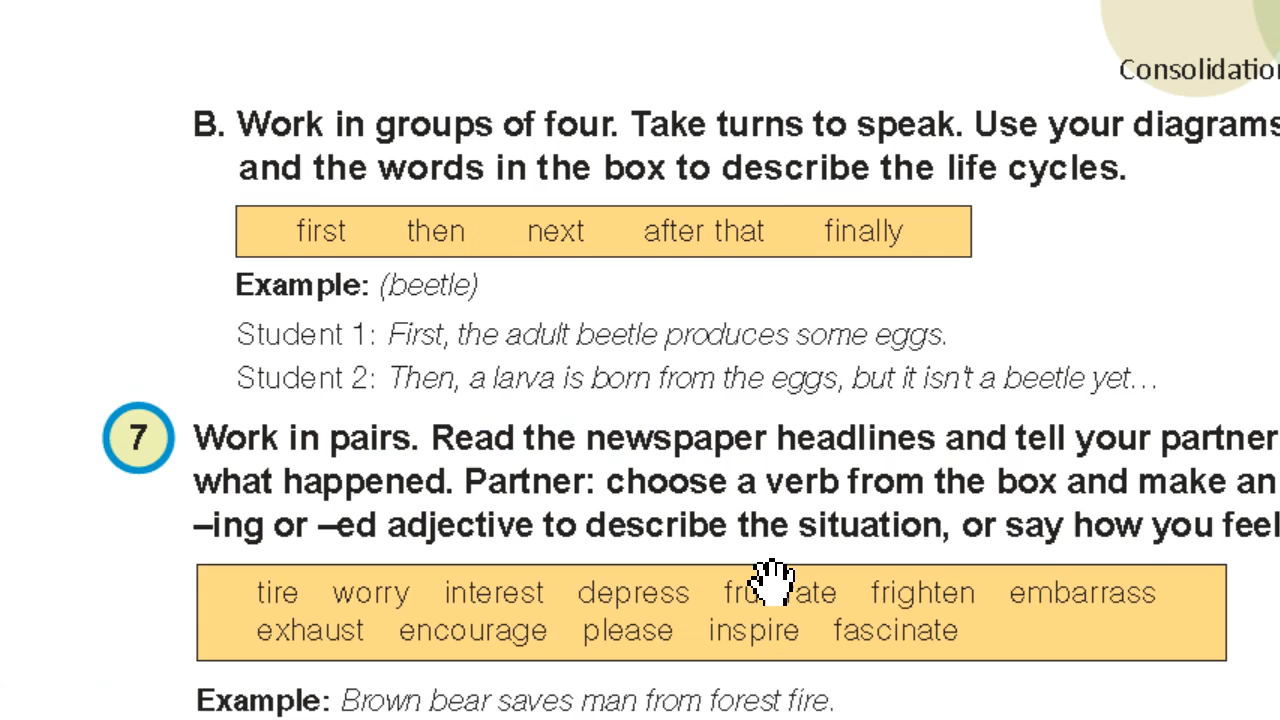 Consolidation
B. Work in groups of four. Take turns to speak. Use your diagrams
and the words in the box to describe the life cycles.
first then next after that finally
Example: (beetle)
Student 1: First, the adult beetle produces some eggs.
Student 2: Then, a larva is born from the eggs, but it isn't a beetle yet…
7 Work in pairs. Read the newspaper headlines and tell your partner
what happened. Partner: choose a verb from the box and make an
–ing or –ed adjective to describe the situation, or say how you feel
tire worry interest depress frighten embarrass
exhaust encourage please inspire fascinate
Example: Brown bear saves man from forest fire.